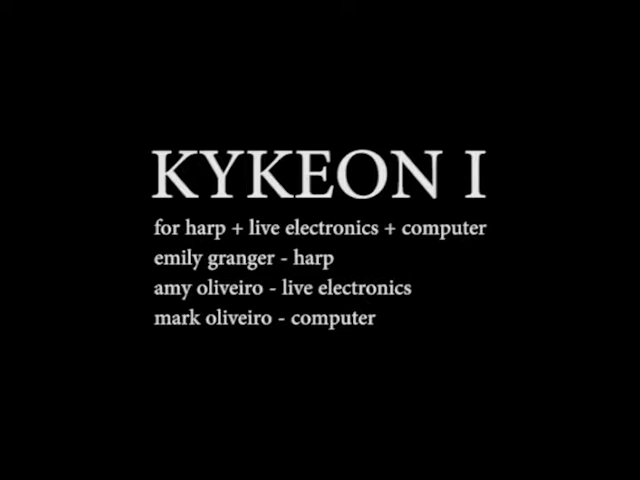 KYKEON I
for harp + live electronics + computer
emily granger - harp
amy oliveiro - live electronics
mark oliveiro - computer